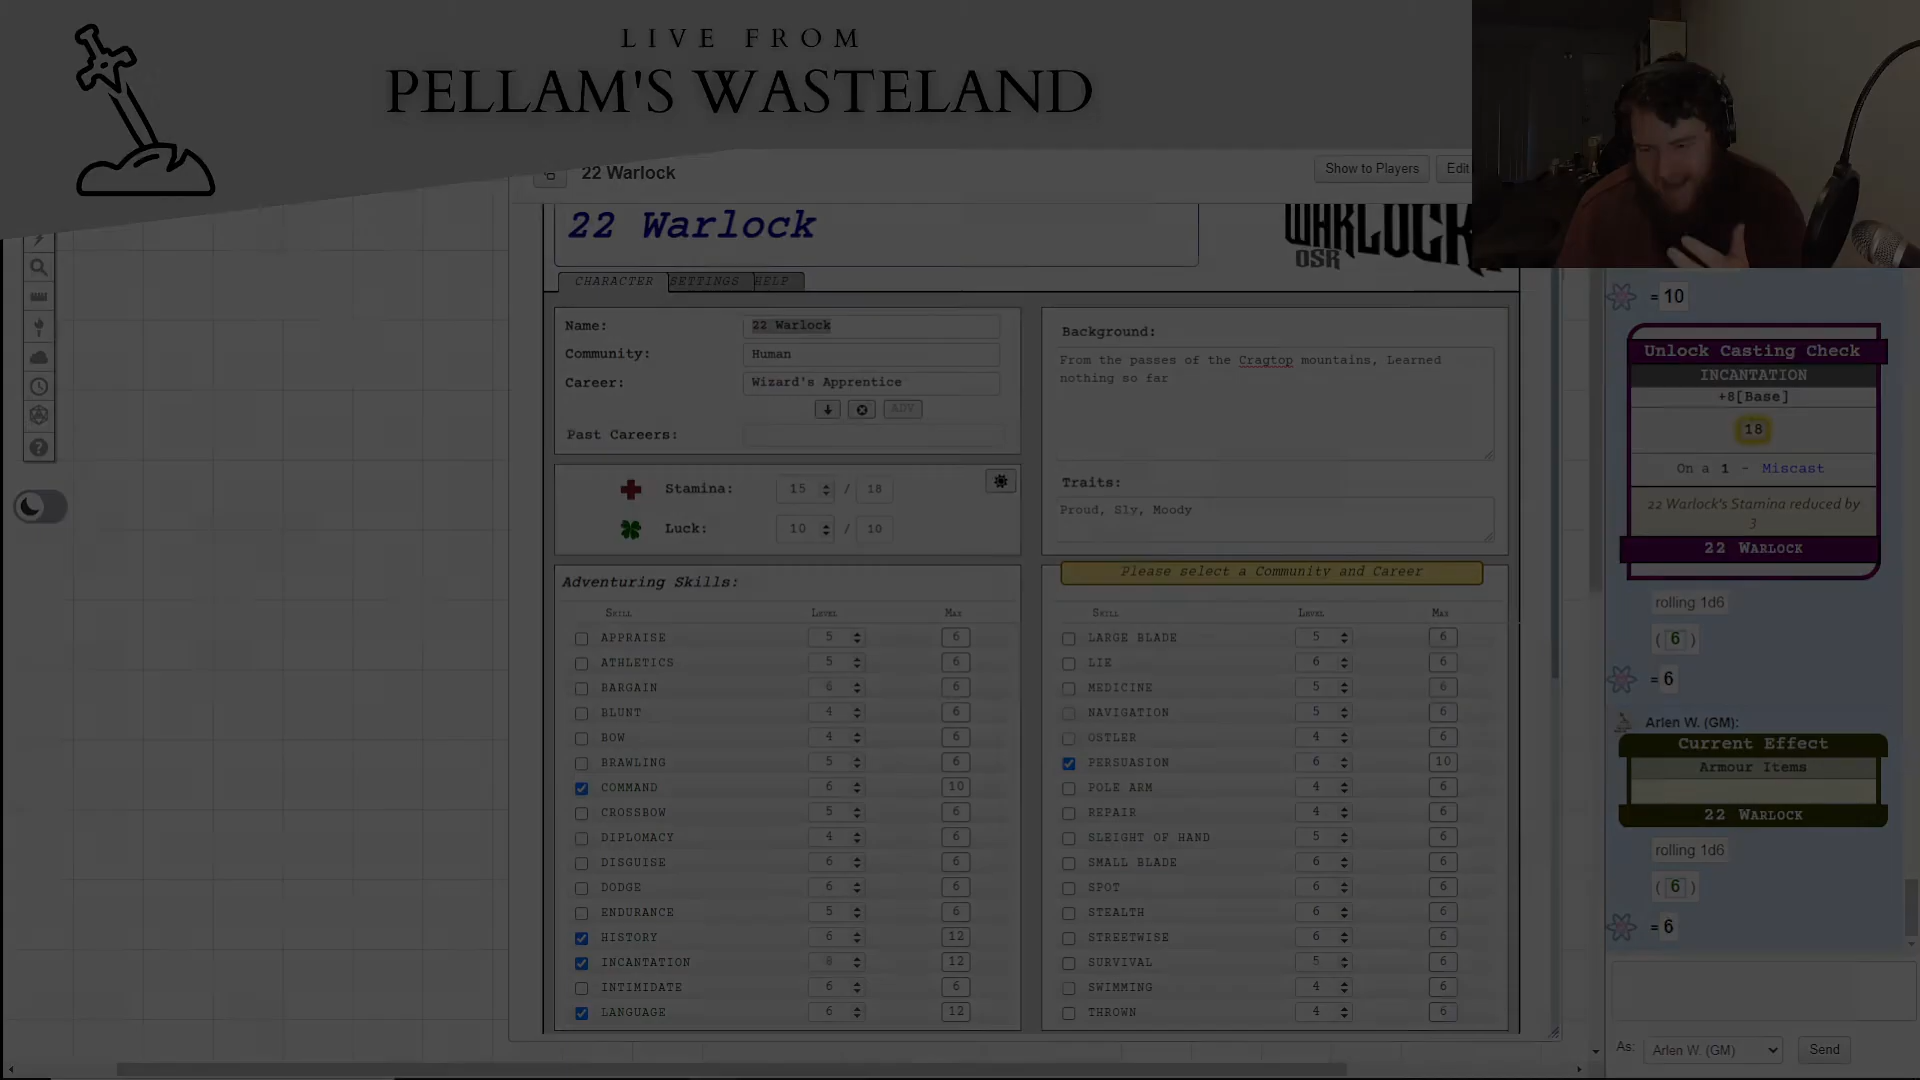 LIVE FROM
PELLAM'S WASTELAND
22 Warlock
Show to Players
Edit
22 Warlock
WARLOCK
OSR
CHARACTER
SETTINGS
HELP
Name: 22 Warlock
Community: Human
Career: Wizard's Apprentice
ADV
Past Careers:
Background:
From the passes of the Cragtop mountains, Learned
nothing so far
Stamina: 15 / 18
Luck: 10 / 10
Traits:
Proud, Sly, Moody
Adventuring Skills:
Skill Level Max
APPRAISE 5 6
ATHLETICS 5 6
BARGAIN 6 6
BLUNT 4 6
BOW 4 6
BRAWLING 5 6
COMMAND 6 10
CROSSBOW 5 6
DIPLOMACY 4 6
DISGUISE 6 6
DODGE 6 6
ENDURANCE 5 6
HISTORY 6 12
INCANTATION 8 12
INTIMIDATE 6 6
LANGUAGE 6 12
Please select a Community and Career
Skill Level Max
LARGE BLADE 5 6
LIE 6 6
MEDICINE 5 6
NAVIGATION 5 6
OSTLER 4 6
PERSUASION 6 10
POLE ARM 4 6
REPAIR 4 6
SLEIGHT OF HAND 5 6
SMALL BLADE 6 6
SPOT 6 6
STEALTH 6 6
STREETWISE 6 6
SURVIVAL 5 6
SWIMMING 4 6
THROWN 4 6
= 10
Unlock Casting Check
INCANTATION
+8[Base]
18
On a 1 - Miscast
22 Warlock's Stamina reduced by
3
22 Warlock
rolling 1d6
(6)
= 6
Arlen W. (GM):
Current Effect
Armour Items
22 Warlock
rolling 1d6
(6)
= 6
As: Arlen W. (GM)
Send